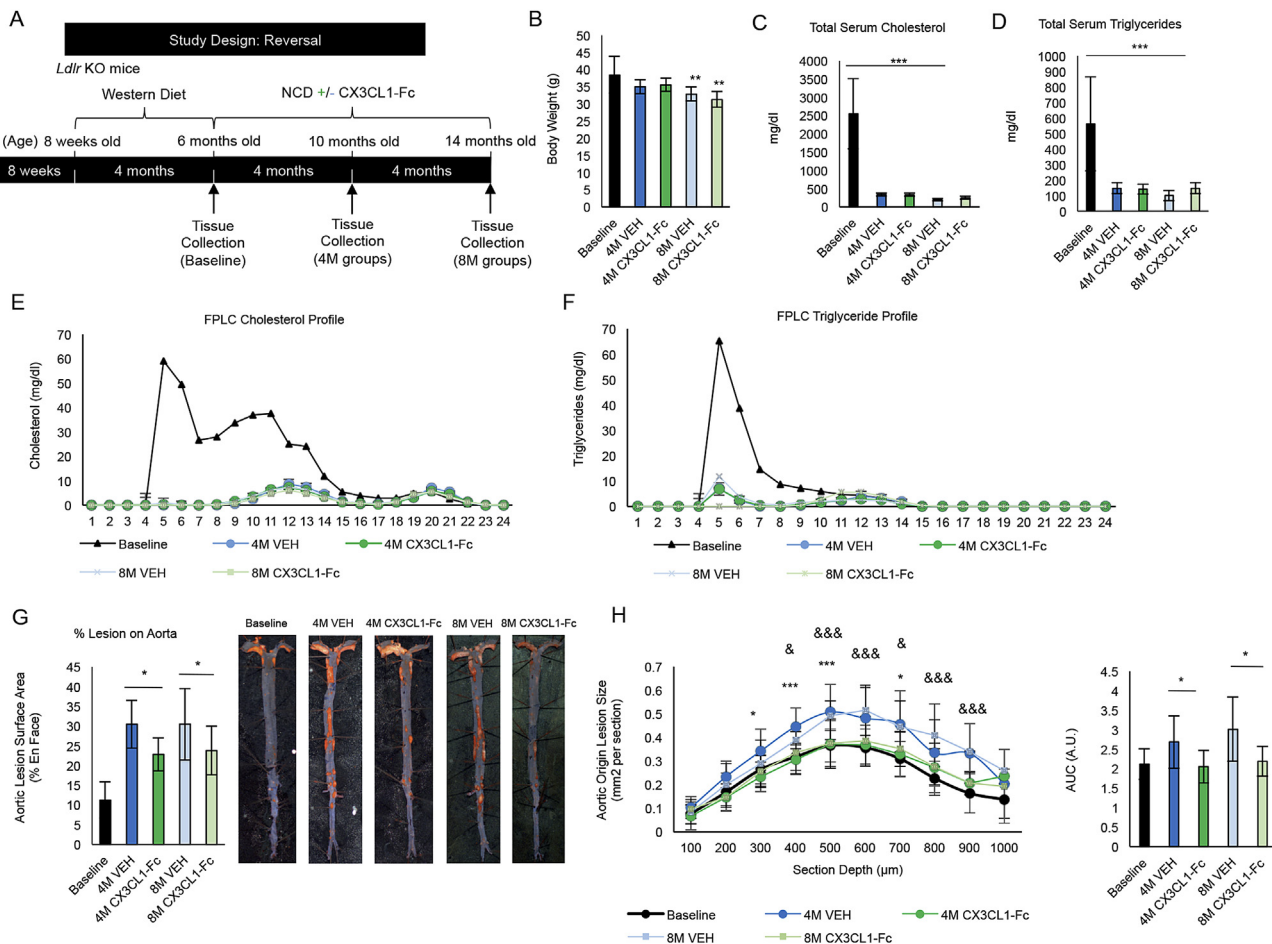 A
Study Design: Reversal
Ldlr KO mice
Western Diet
NCD +/- CX3CL1-Fc
(Age) 8 weeks old 6 months old 10 months old 14 months old
8 weeks 4 months 4 months 4 months
Tissue Collection (Baseline)
Tissue Collection (4M groups)
Tissue Collection (8M groups)
B
Body Weight (g)
50
45
40
35
30
25
20
15
10
5
0
** **
Baseline
4M VEH
4M CX3CL1-Fc
8M VEH
8M CX3CL1-Fc
C
Total Serum Cholesterol
***
mg/dl
4000
3500
3000
2500
2000
1500
1000
500
0
Baseline
4M VEH
4M CX3CL1-Fc
8M VEH
8M CX3CL1-Fc
D
Total Serum Triglycerides
***
mg/dl
1000
900
800
700
600
500
400
300
200
100
0
Baseline
4M VEH
4M CX3CL1-Fc
8M VEH
8M CX3CL1-Fc
E
FPLC Cholesterol Profile
Cholesterol (mg/dl)
70
60
50
40
30
20
10
0
1 2 3 4 5 6 7 8 9 10 11 12 13 14 15 16 17 18 19 20 21 22 23 24
Baseline 4M VEH 4M CX3CL1-Fc
8M VEH 8M CX3CL1-Fc
F
FPLC Triglyceride Profile
Triglycerides (mg/dl)
70
60
50
40
30
20
10
0
1 2 3 4 5 6 7 8 9 10 11 12 13 14 15 16 17 18 19 20 21 22 23 24
Baseline 4M VEH 4M CX3CL1-Fc
8M VEH 8M CX3CL1-Fc
G
% Lesion on Aorta
Aortic Lesion Surface Area
(% En Face)
45
40
35
30
25
20
15
10
5
0
* *
Baseline
4M VEH
4M CX3CL1-Fc
8M VEH
8M CX3CL1-Fc
Baseline 4M VEH 4M CX3CL1-Fc 8M VEH 8M CX3CL1-Fc
H
Aortic Origin Lesion Size
(mm2 per section)
0.7
0.6
0.5
0.4
0.3
0.2
0.1
0
& &&& &&& & &&& &&&
* *** *** *
100 200 300 400 500 600 700 800 900 1000
Section Depth (µm)
Baseline 4M VEH 4M CX3CL1-Fc
8M VEH 8M CX3CL1-Fc
AUC (A.U.)
5
4.5
4
3.5
3
2.5
2
1.5
1
0.5
0
* *
Baseline
4M VEH
4M CX3CL1-Fc
8M VEH
8M CX3CL1-Fc